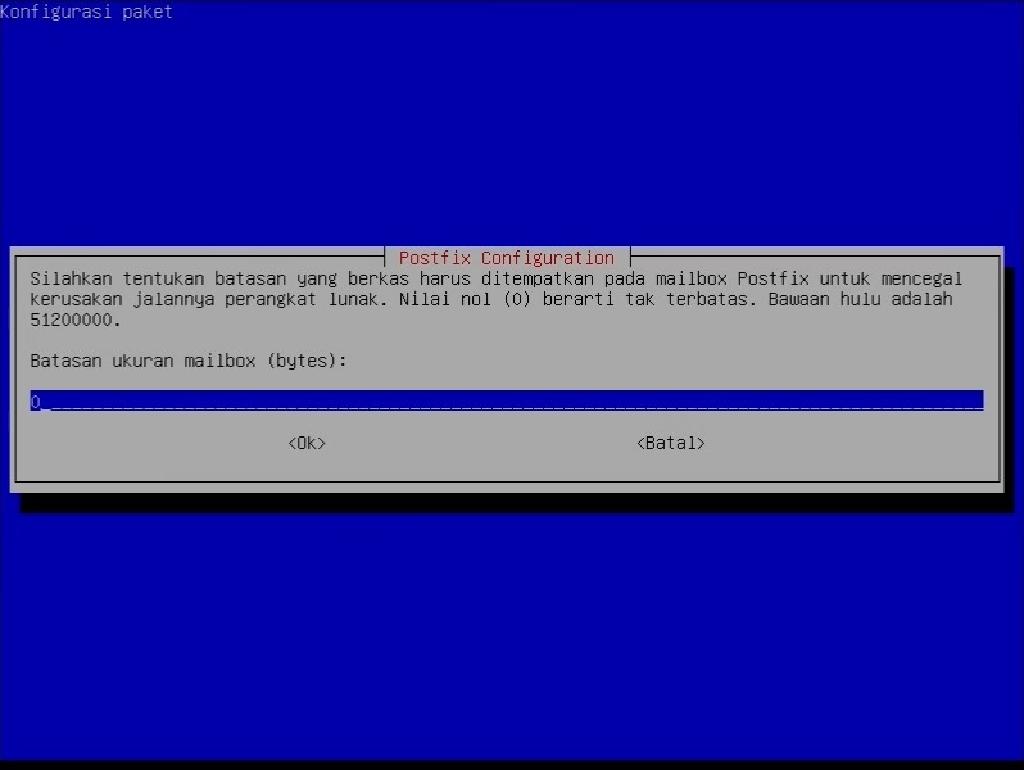 Konfigurasi paket
Postfix Configuration
Silahkan tentukan batasan yang berkas harus ditempatkan pada mailbox Postfix untuk mencegal
kerusakan jalannya perangkat lunak. Nilai nol (0) berarti tak terbatas. Bawaan hulu adalah
51200000.
Batasan ukuran mailbox (bytes):
0
<Ok> <Batal>